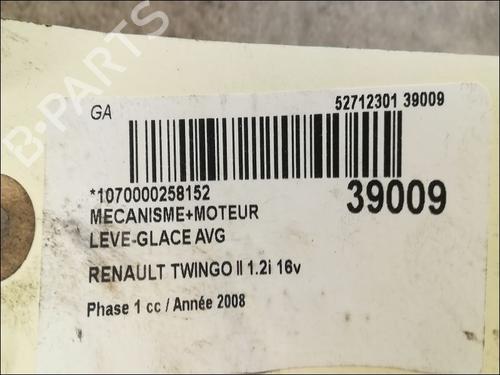 B-PARTS
GA
52712301 39009
*1070000258152
39009
MECANISME+MOTEUR
LEVE-GLACE AVG
RENAULT TWINGO II 1.2i 16v
Phase 1 cc / Année 2008